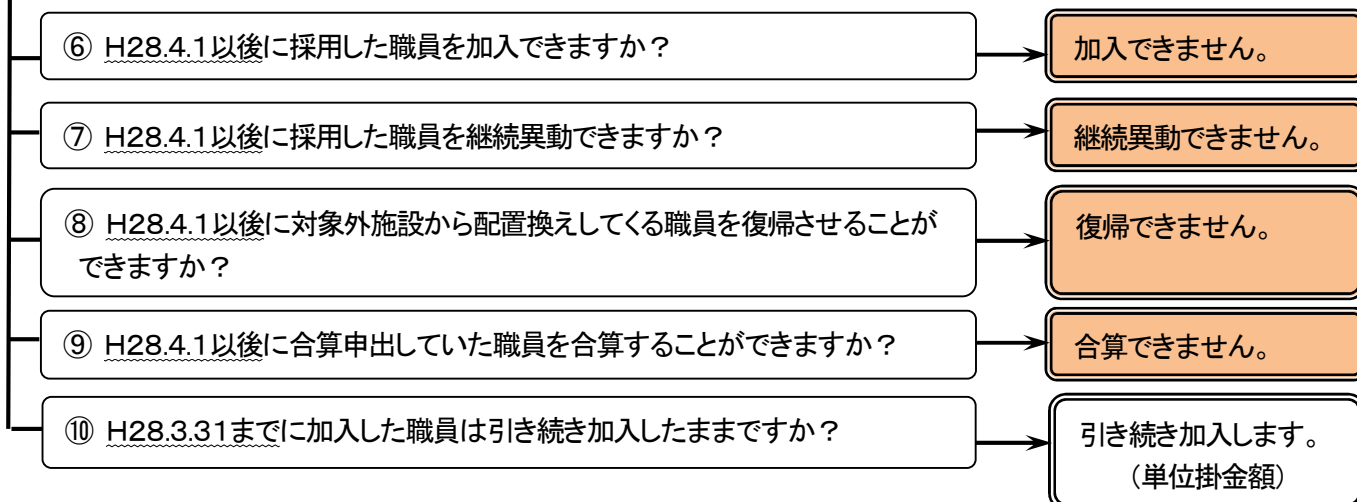 ⑥ H28.4.1以後に採用した職員を加入できますか？
加入できません。
⑦ H28.4.1以後に採用した職員を継続異動できますか？
継続異動できません。
⑧ H28.4.1以後に対象外施設から配置換えしてくる職員を復帰させることが
できますか？
復帰できません。
⑨ H28.4.1以後に合算申出していた職員を合算することができますか？
合算できません。
⑩ H28.3.31までに加入した職員は引き続き加入したままですか？
引き続き加入します。
（単位掛金額）